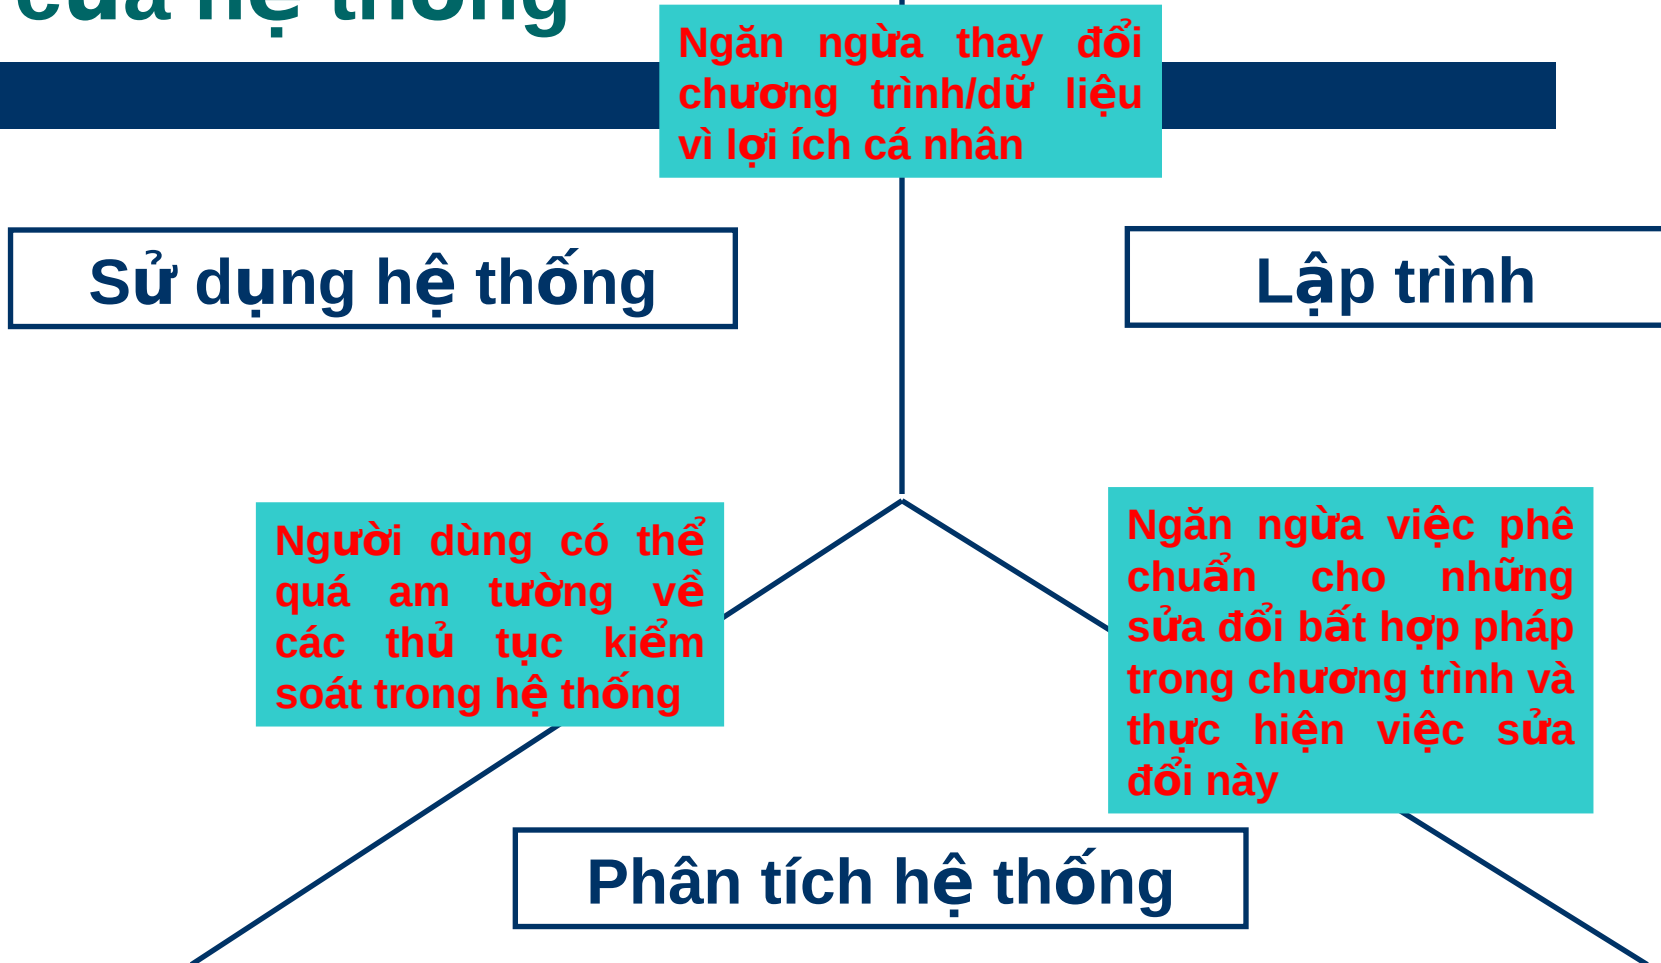 của hệ thống
Ngăn ngừa thay đổi
chương trình/dữ liệu
vì lợi ích cá nhân
Sử dụng hệ thống
Lập trình
Người dùng có thể
quá am tường về
các thủ tục kiểm
soát trong hệ thống
Ngăn ngừa việc phê
chuẩn cho những
sửa đổi bất hợp pháp
trong chương trình và
thực hiện việc sửa
đổi này
Phân tích hệ thống